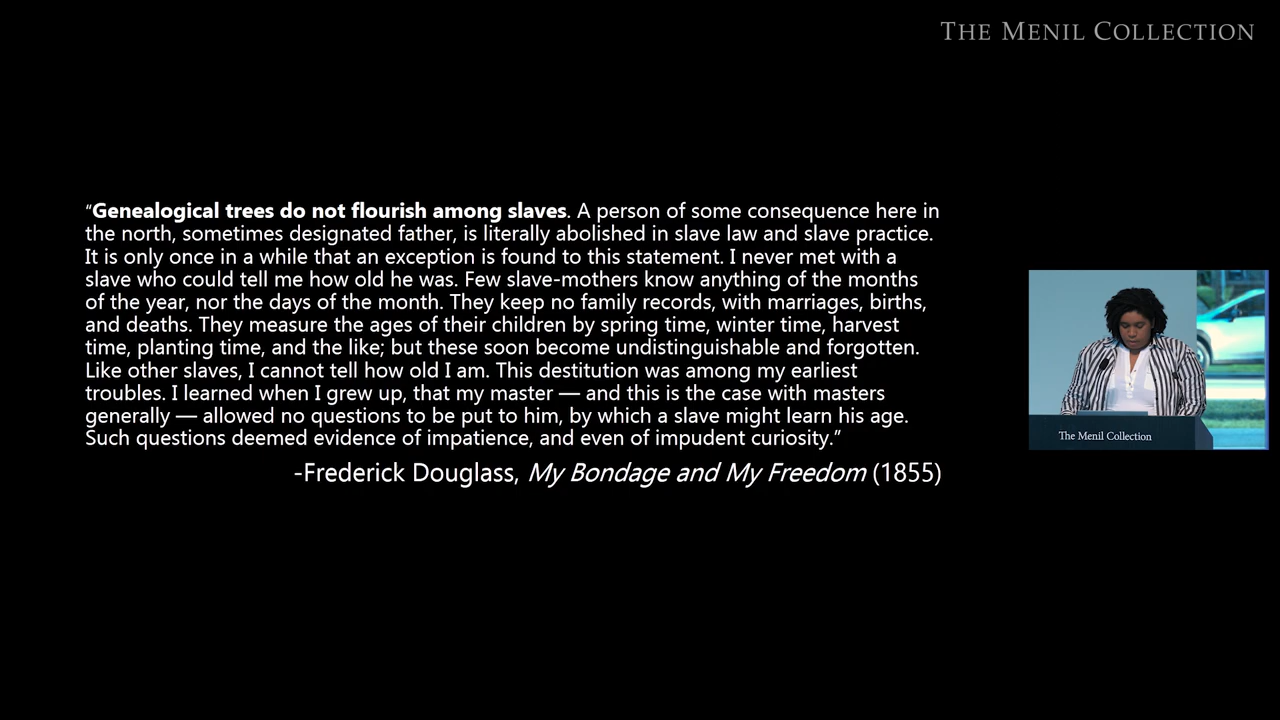 THE MENIL COLLECTION
“Genealogical trees do not flourish among slaves. A person of some consequence here in
the north, sometimes designated father, is literally abolished in slave law and slave practice.
It is only once in a while that an exception is found to this statement. I never met with a
slave who could tell me how old he was. Few slave-mothers know anything of the months
of the year, nor the days of the month. They keep no family records, with marriages, births,
and deaths. They measure the ages of their children by spring time, winter time, harvest
time, planting time, and the like; but these soon become undistinguishable and forgotten.
Like other slaves, I cannot tell how old I am. This destitution was among my earliest
troubles. I learned when I grew up, that my master — and this is the case with masters
generally — allowed no questions to be put to him, by which a slave might learn his age.
Such questions deemed evidence of impatience, and even of impudent curiosity.”
-Frederick Douglass, My Bondage and My Freedom (1855)
The Menil Collection